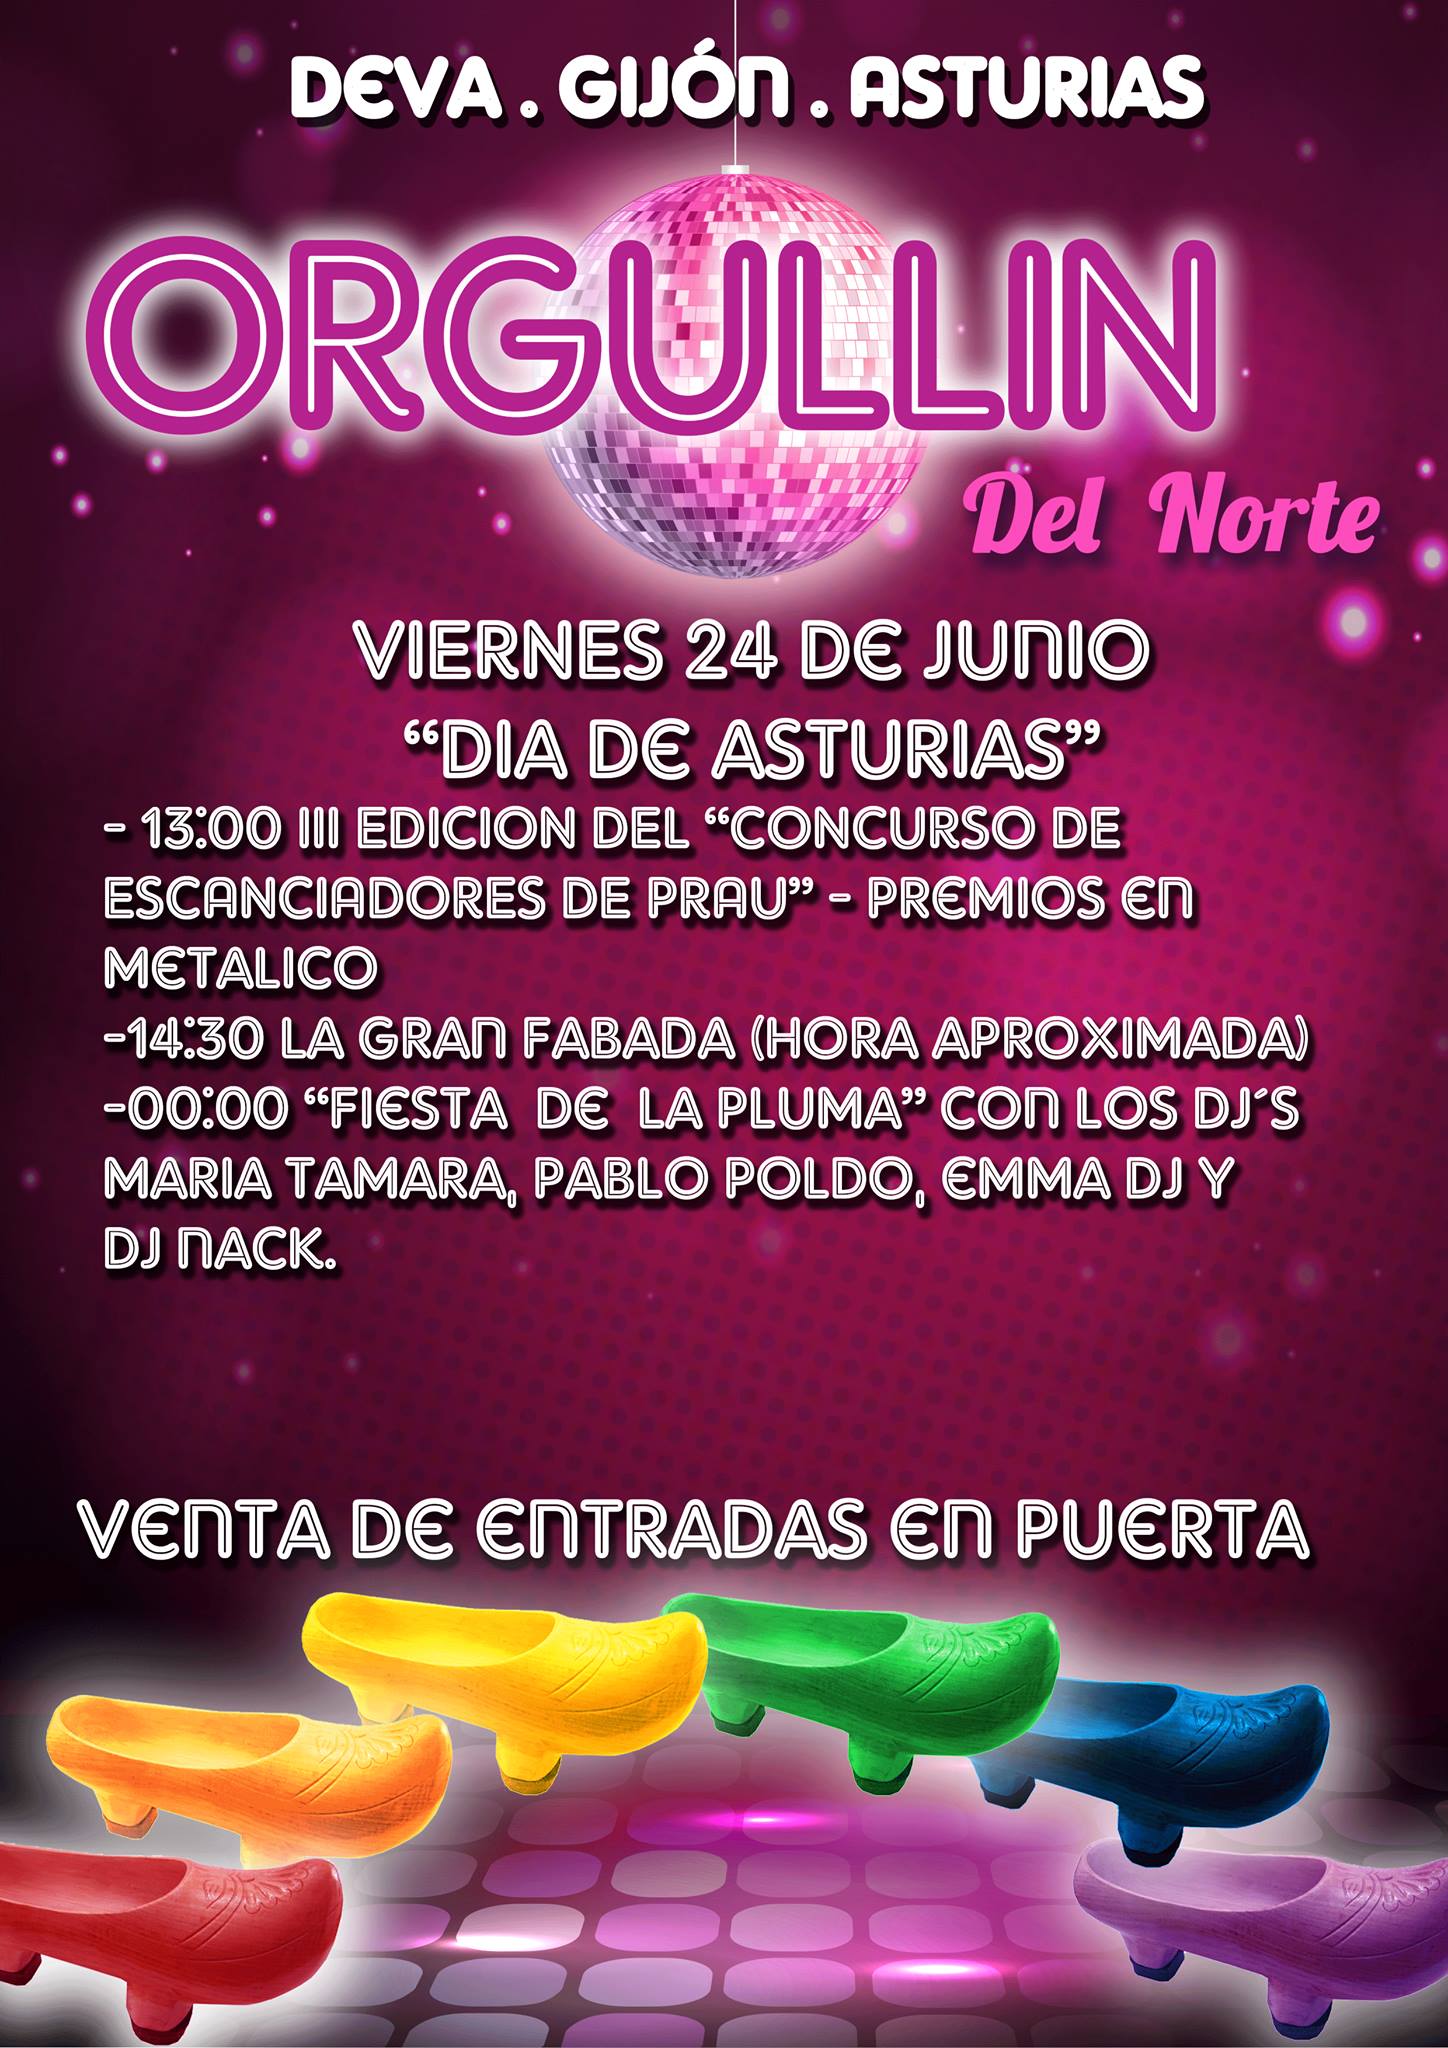 DEVA . GIJÓN . ASTURIAS
ORGULLIN
Del Norte
VIERNES 24 DE JUNIO
“DIA DE ASTURIAS”
- 13:00 III EDICION DEL “CONCURSO DE
ESCANCIADORES DE PRAU” - PREMIOS EN
METALICO
-14:30 LA GRAN FABADA (HORA APROXIMADA)
-00:00 “FIESTA DE LA PLUMA” CON LOS DJ´S
MARIA TAMARA, PABLO POLDO, EMMA DJ Y
DJ NACK.
VENTA DE ENTRADAS EN PUERTA